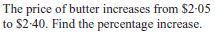 The price of butter increases from $2·05
to $2·40. Find the percentage increase.